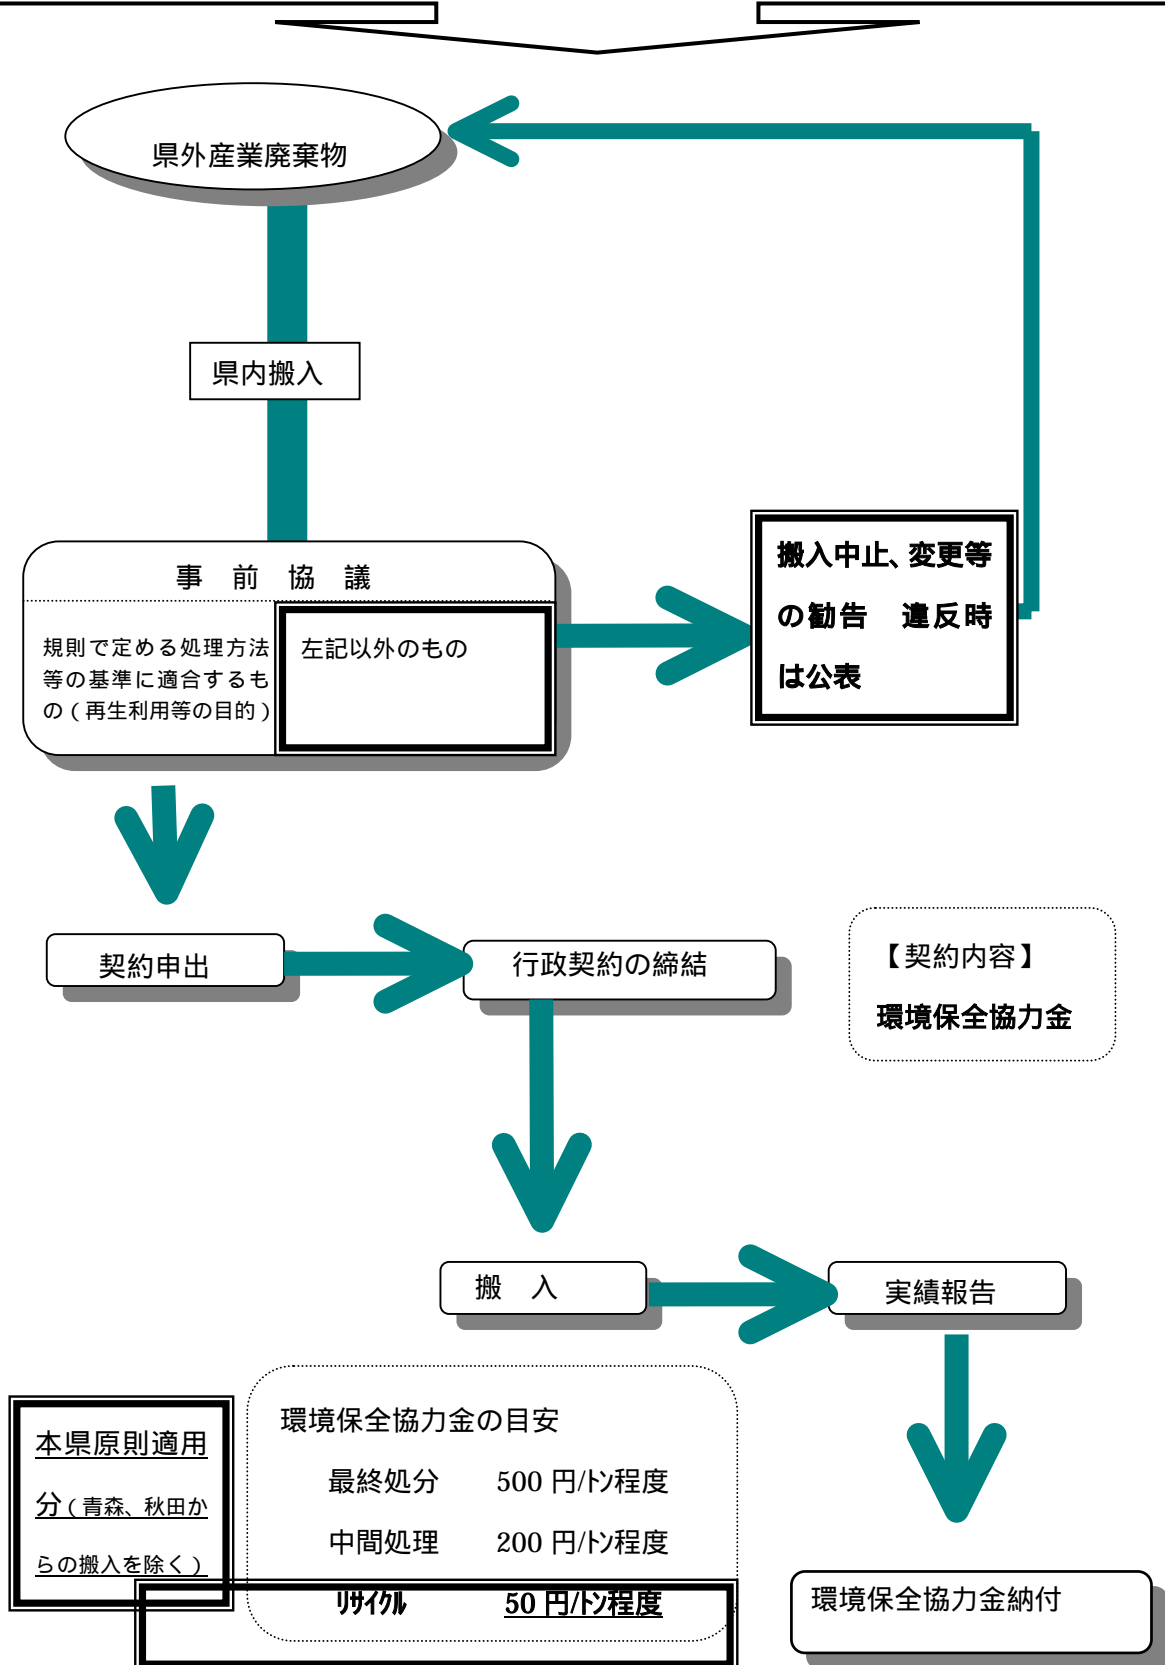 県外産業廃棄物
県内搬入
事　前　協　議
規則で定める処理方法
等の基準に適合するも
の（再生利用等の目的）
左記以外のもの
搬入中止、変更等
の勧告　違反時
は公表
契約申出
行政契約の締結
【契約内容】
環境保全協力金
搬　入
実績報告
本県原則適用
分（青森、秋田か
らの搬入を除く）
環境保全協力金の目安
最終処分　　500 円/ﾄﾝ程度
中間処理　　200 円/ﾄﾝ程度
ﾘｻｲｸﾙ　　50 円/ﾄﾝ程度
環境保全協力金納付